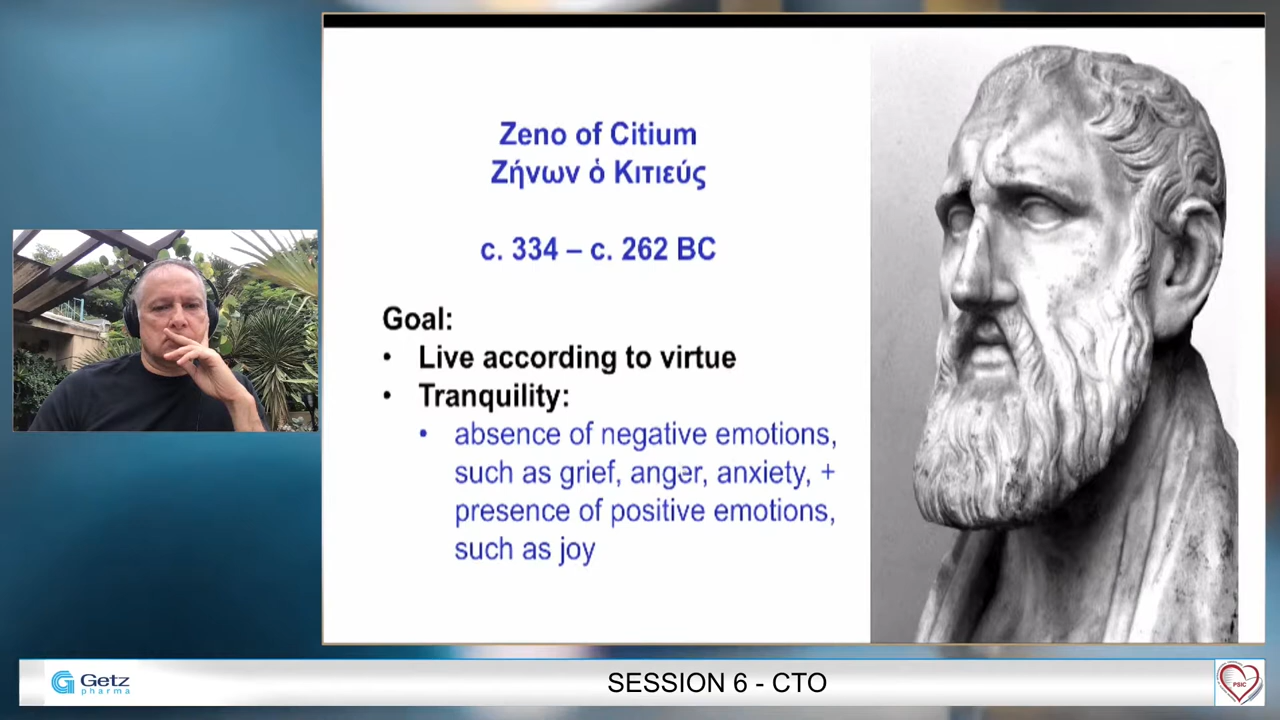 Zeno of Citium
Ζήνων ὁ Κιτιεύς
c. 334 – c. 262 BC
Goal:
• Live according to virtue
• Tranquility:
• absence of negative emotions,
such as grief, anger, anxiety, +
presence of positive emotions,
such as joy
Getz
pharma
SESSION 6 - CTO
PSIC